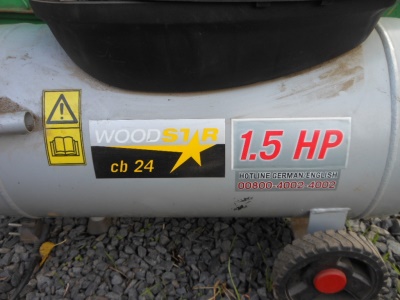 WOODSTAR
cb 24
1.5 HP
HOTLINE GERMAN,ENGLISH
00800-4002-4002